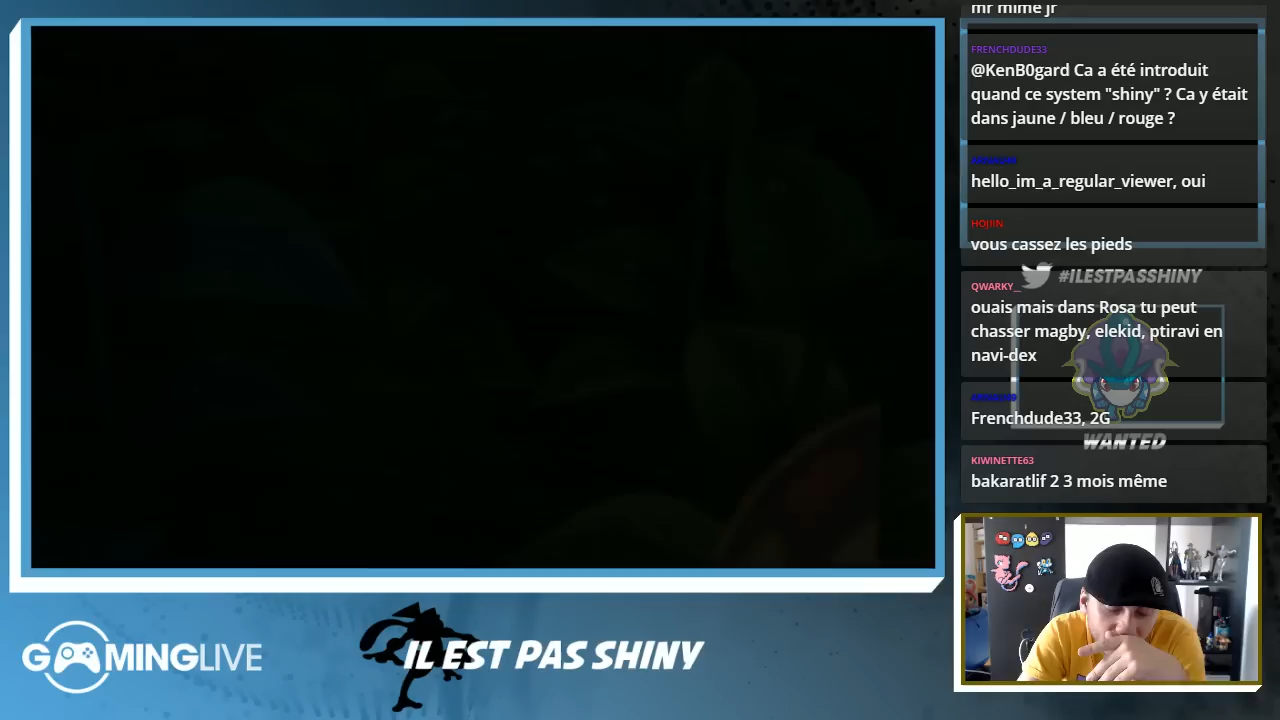 mr mime jr
FRENCHDUDE33
@KenB0gard Ca a été introduit
quand ce system "shiny" ? Ca y était
dans jaune / bleu / rouge ?
hello_im_a_regular_viewer, oui
HOJIIN
vous cassez les pieds
#ILESTPASSHINY
QWARKY_
ouais mais dans Rosa tu peut
chasser magby, elekid, ptiravi en
navi-dex
Frenchdude33, 2G
WANTED
KIWINETTE63
bakaratlif 2 3 mois même
GAMINGLIVE
IL EST PAS SHINY